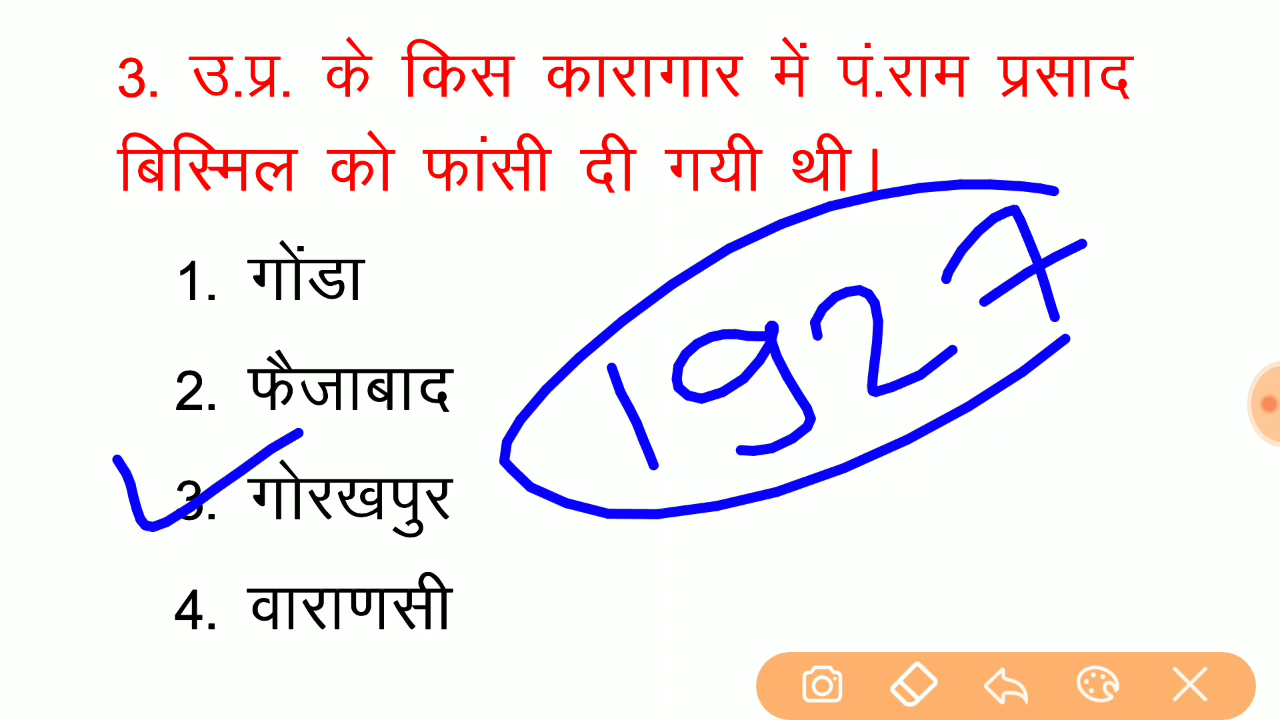 3. उ.प्र. के किस कारागार में पं.राम प्रसाद
बिस्मिल को फांसी दी गयी थी।
1. गोंडा
2. फैजाबाद
3. गोरखपुर
4. वाराणसी
1927